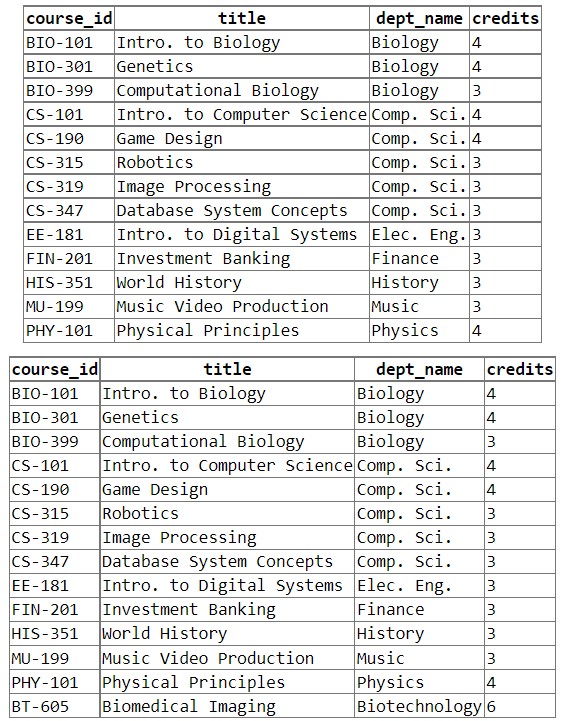 course_id title dept_name credits
BIO-101 Intro. to Biology Biology 4
BIO-301 Genetics Biology 4
BIO-399 Computational Biology Biology 3
CS-101 Intro. to Computer Science Comp. Sci. 4
CS-190 Game Design Comp. Sci. 4
CS-315 Robotics Comp. Sci. 3
CS-319 Image Processing Comp. Sci. 3
CS-347 Database System Concepts Comp. Sci. 3
EE-181 Intro. to Digital Systems Elec. Eng. 3
FIN-201 Investment Banking Finance 3
HIS-351 World History History 3
MU-199 Music Video Production Music 3
PHY-101 Physical Principles Physics 4
course_id title dept_name credits
BIO-101 Intro. to Biology Biology 4
BIO-301 Genetics Biology 4
BIO-399 Computational Biology Biology 3
CS-101 Intro. to Computer Science Comp. Sci. 4
CS-190 Game Design Comp. Sci. 4
CS-315 Robotics Comp. Sci. 3
CS-319 Image Processing Comp. Sci. 3
CS-347 Database System Concepts Comp. Sci. 3
EE-181 Intro. to Digital Systems Elec. Eng. 3
FIN-201 Investment Banking Finance 3
HIS-351 World History History 3
MU-199 Music Video Production Music 3
PHY-101 Physical Principles Physics 4
BT-605 Biomedical Imaging Biotechnology 6